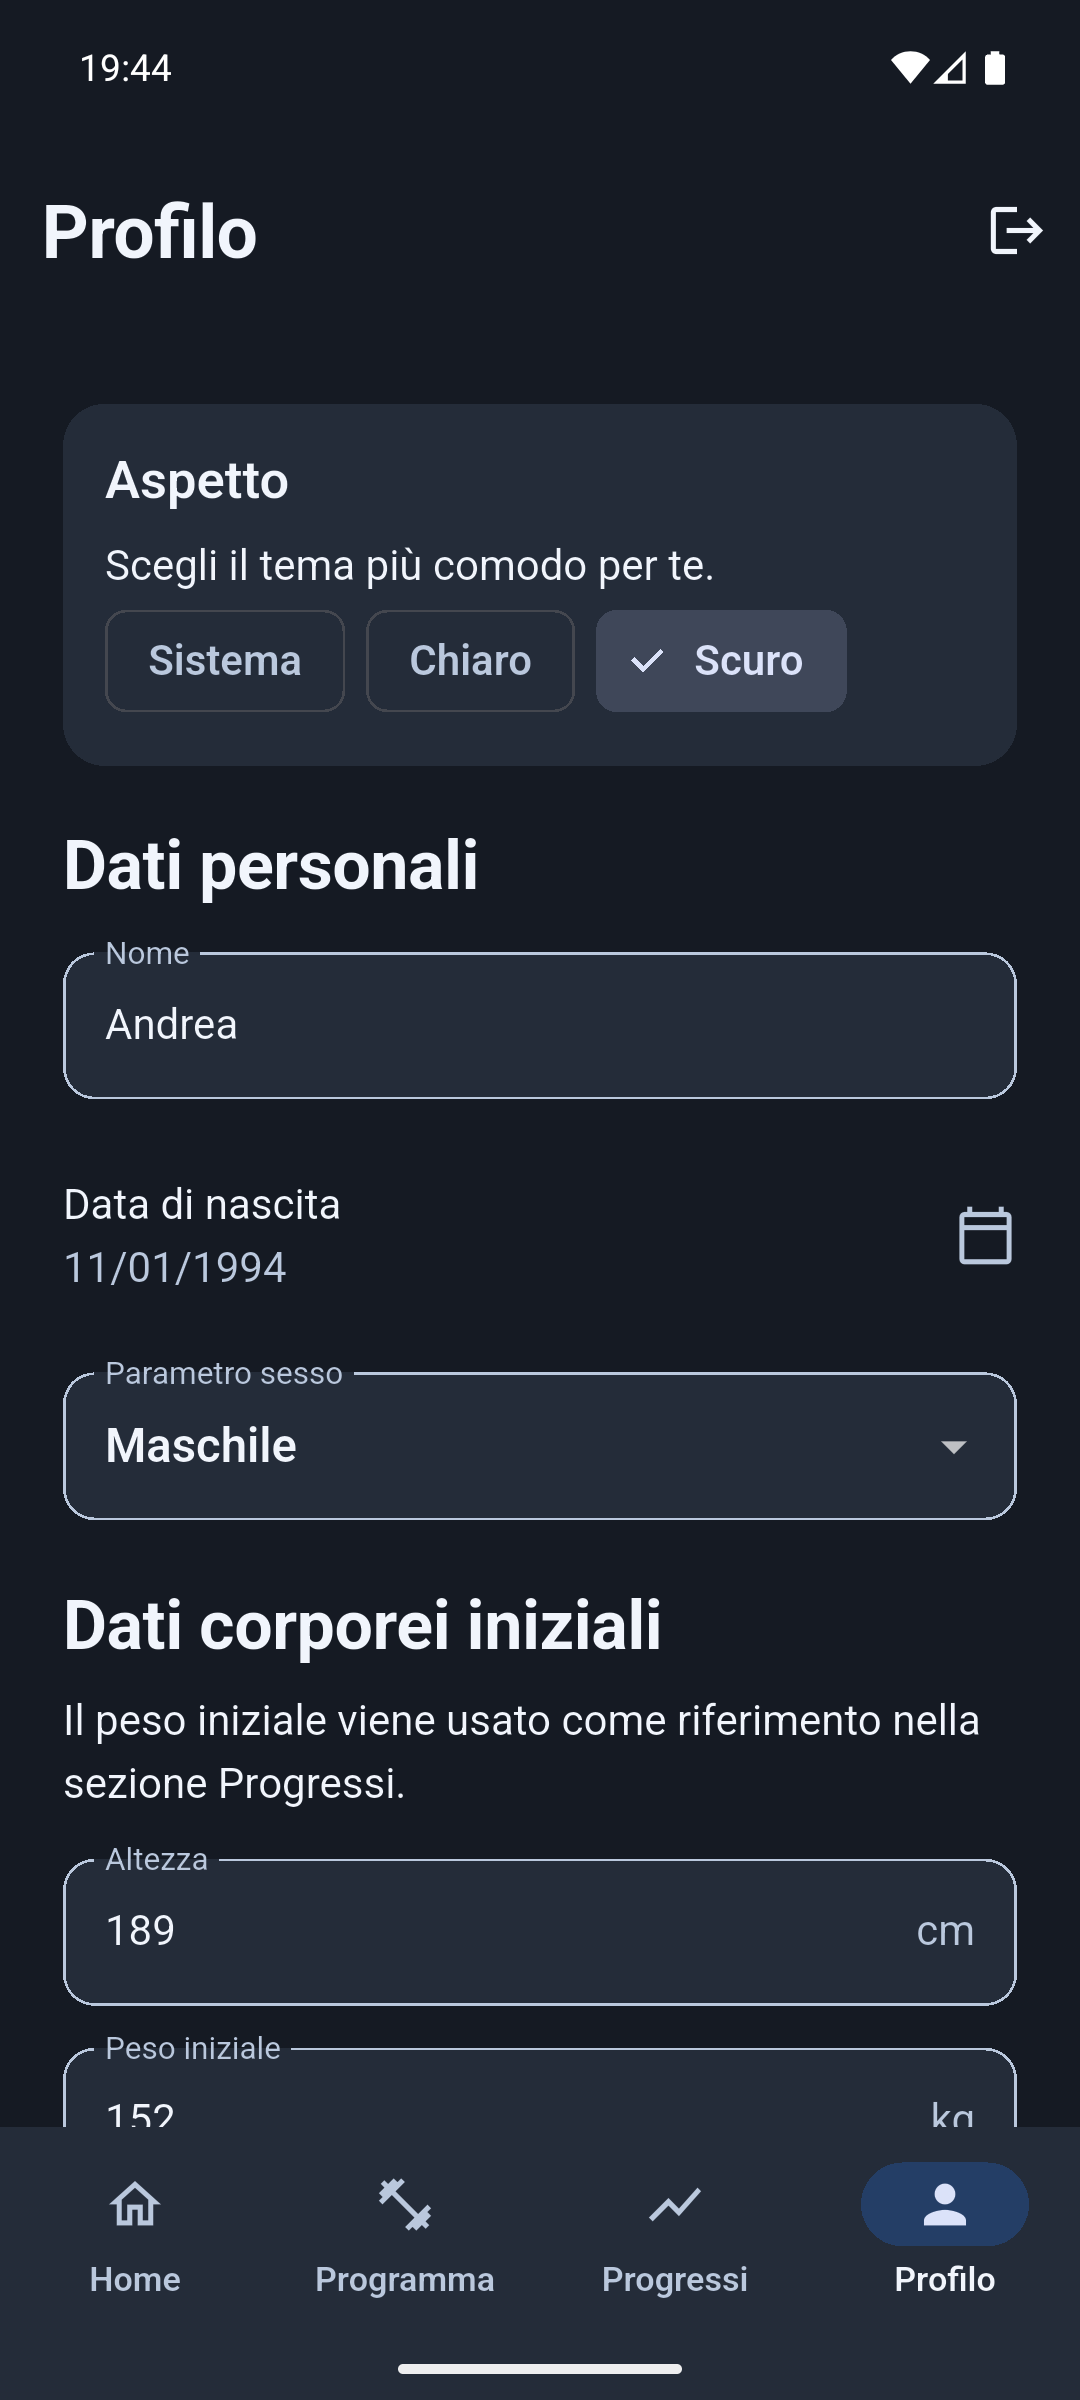 19:44
Profilo
Aspetto
Scegli il tema più comodo per te.
Sistema
Chiaro
Scuro
Dati personali
Nome
Andrea
Data di nascita
11/01/1994
Parametro sesso
Maschile
Dati corporei iniziali
Il peso iniziale viene usato come riferimento nella
sezione Progressi.
Altezza
189 cm
Peso iniziale
152 kg
Home
Programma
Progressi
Profilo